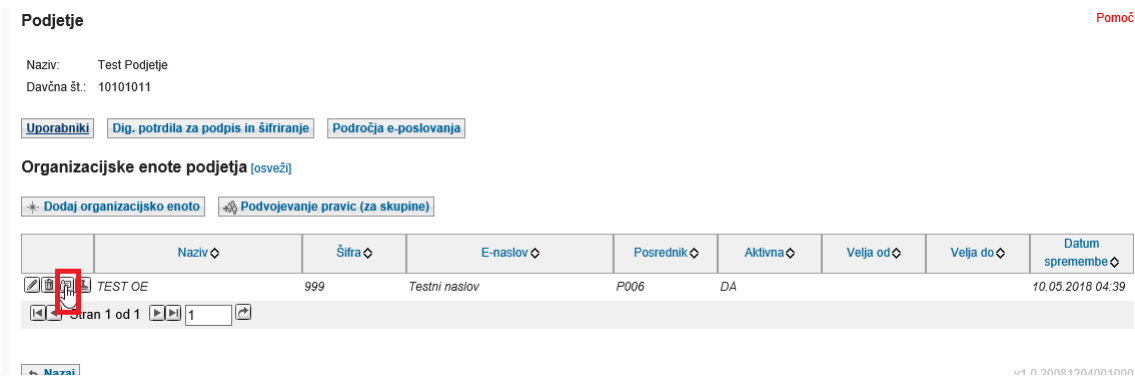 Podjetje
Pomoč
Naziv: Test Podjetje
Davčna št.: 10101011
Uporabniki Dig. potrdila za podpis in šifriranje Področja e-poslovanja
Organizacijske enote podjetja [osveži]
Dodaj organizacijsko enoto Podvojevanje pravic (za skupine)
Naziv Šifra E-naslov Posrednik Aktivna Velja od Velja do Datum spremembe
TEST OE 999 Testni naslov P006 DA 10.05.2018 04:39
Stran 1 od 1 1
Nazaj
v1.0.20081204001000